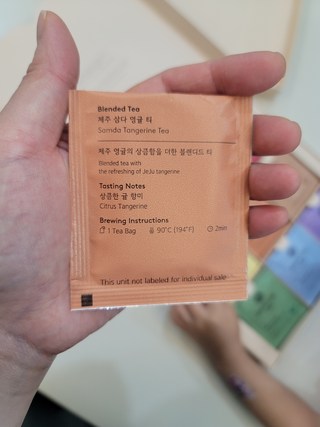 Blended Tea
제주 삼다 영귤 티
Samda Tangerine Tea
제주 영귤의 상큼함을 더한 블렌디드 티
Blended tea with
the refreshing of JeJu tangerine
Tasting Notes
상큼한 귤 향미
Citrus Tangerine
Brewing Instructions
1 Tea Bag 90°C (194°F) 2min
This unit not labeled for individual sale